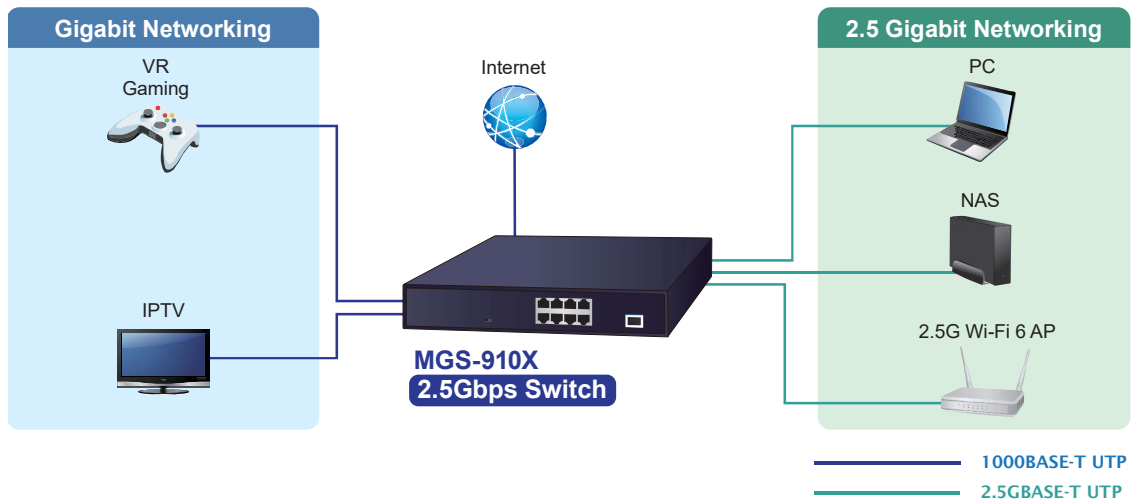 Gigabit Networking
VR
Gaming
IPTV
Internet
MGS-910X
2.5Gbps Switch
2.5 Gigabit Networking
PC
NAS
2.5G Wi-Fi 6 AP
1000BASE-T UTP
2.5GBASE-T UTP